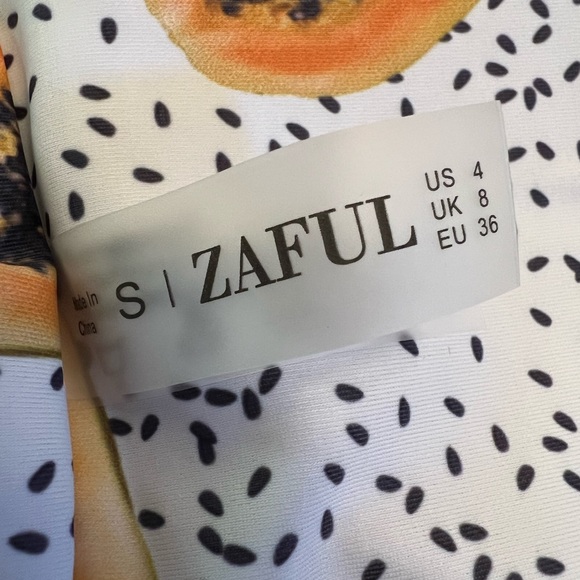 Made In
China
S | ZAFUL
US 4
UK 8
EU 36